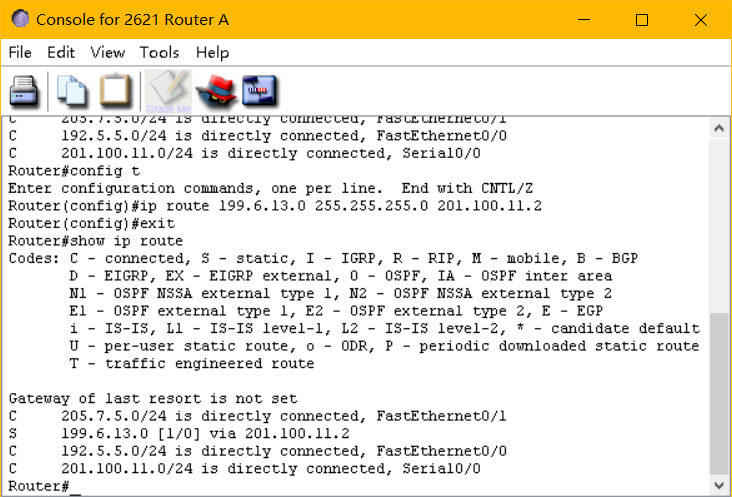 Console for 2621 Router A
File Edit View Tools Help
Grade Me
C 205.7.5.0/24 is directly connected, FastEthernet0/1
C 192.5.5.0/24 is directly connected, FastEthernet0/0
C 201.100.11.0/24 is directly connected, Serial0/0
Router#config t
Enter configuration commands, one per line. End with CNTL/Z
Router(config)#ip route 199.6.13.0 255.255.255.0 201.100.11.2
Router(config)#exit
Router#show ip route
Codes: C - connected, S - static, I - IGRP, R - RIP, M - mobile, B - BGP
D - EIGRP, EX - EIGRP external, O - OSPF, IA - OSPF inter area
N1 - OSPF NSSA external type 1, N2 - OSPF NSSA external type 2
E1 - OSPF external type 1, E2 - OSPF external type 2, E - EGP
i - IS-IS, L1 - IS-IS level-1, L2 - IS-IS level-2, * - candidate default
U - per-user static route, o - ODR, P - periodic downloaded static route
T - traffic engineered route
Gateway of last resort is not set
C 205.7.5.0/24 is directly connected, FastEthernet0/1
S 199.6.13.0 [1/0] via 201.100.11.2
C 192.5.5.0/24 is directly connected, FastEthernet0/0
C 201.100.11.0/24 is directly connected, Serial0/0
Router#_